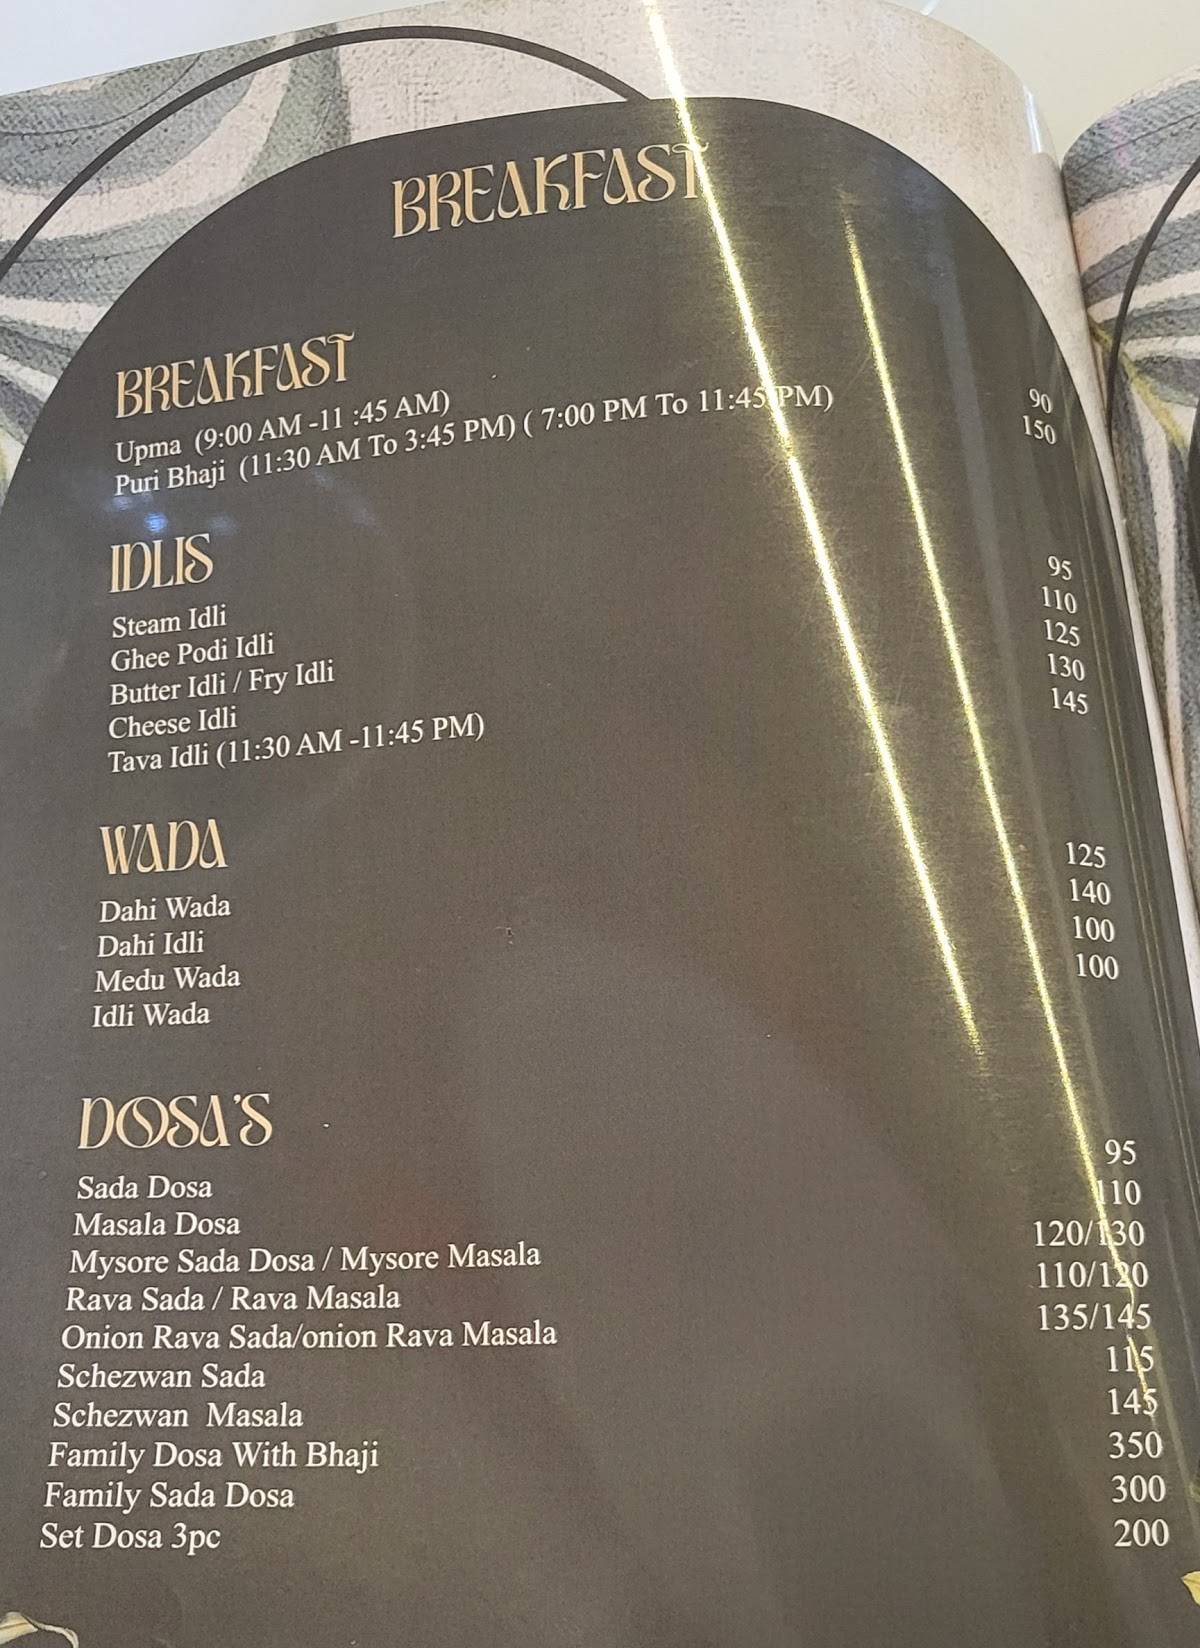 BREAKFAST
BREAKFAST
Upma (9:00 AM -11 :45 AM) 90
Puri Bhaji (11:30 AM To 3:45 PM) ( 7:00 PM To 11:45 PM) 150
IDLIS
Steam Idli 95
Ghee Podi Idli 110
Butter Idli / Fry Idli 125
Cheese Idli 130
Tava Idli (11:30 AM -11:45 PM) 145
WADA
Dahi Wada 125
Dahi Idli 140
Medu Wada 100
Idli Wada 100
DOSA'S
Sada Dosa 95
Masala Dosa 110
Mysore Sada Dosa / Mysore Masala 120/130
Rava Sada / Rava Masala 110/120
Onion Rava Sada/onion Rava Masala 135/145
Schezwan Sada 115
Schezwan Masala 145
Family Dosa With Bhaji 350
Family Sada Dosa 300
Set Dosa 3pc 200